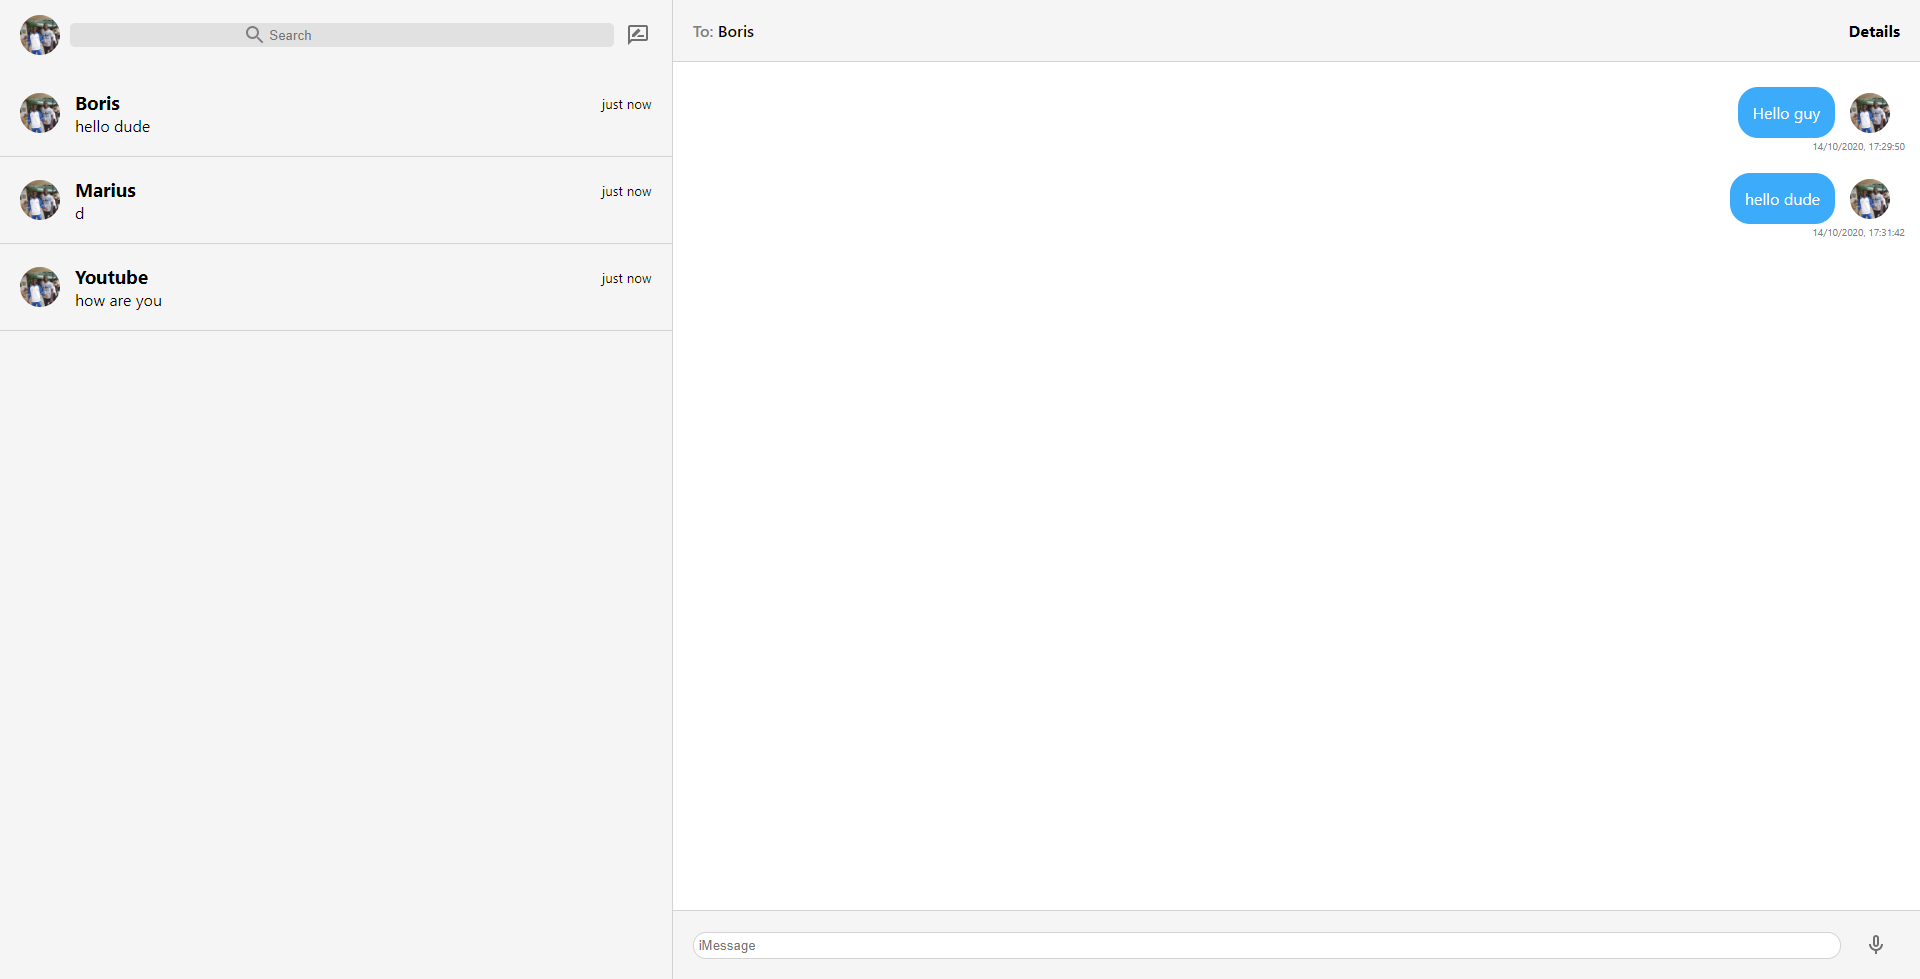 Search
Boris
just now
hello dude
Marius
just now
d
Youtube
just now
how are you
To: Boris
Details
Hello guy
14/10/2020, 17:29:50
hello dude
14/10/2020, 17:31:42
iMessage